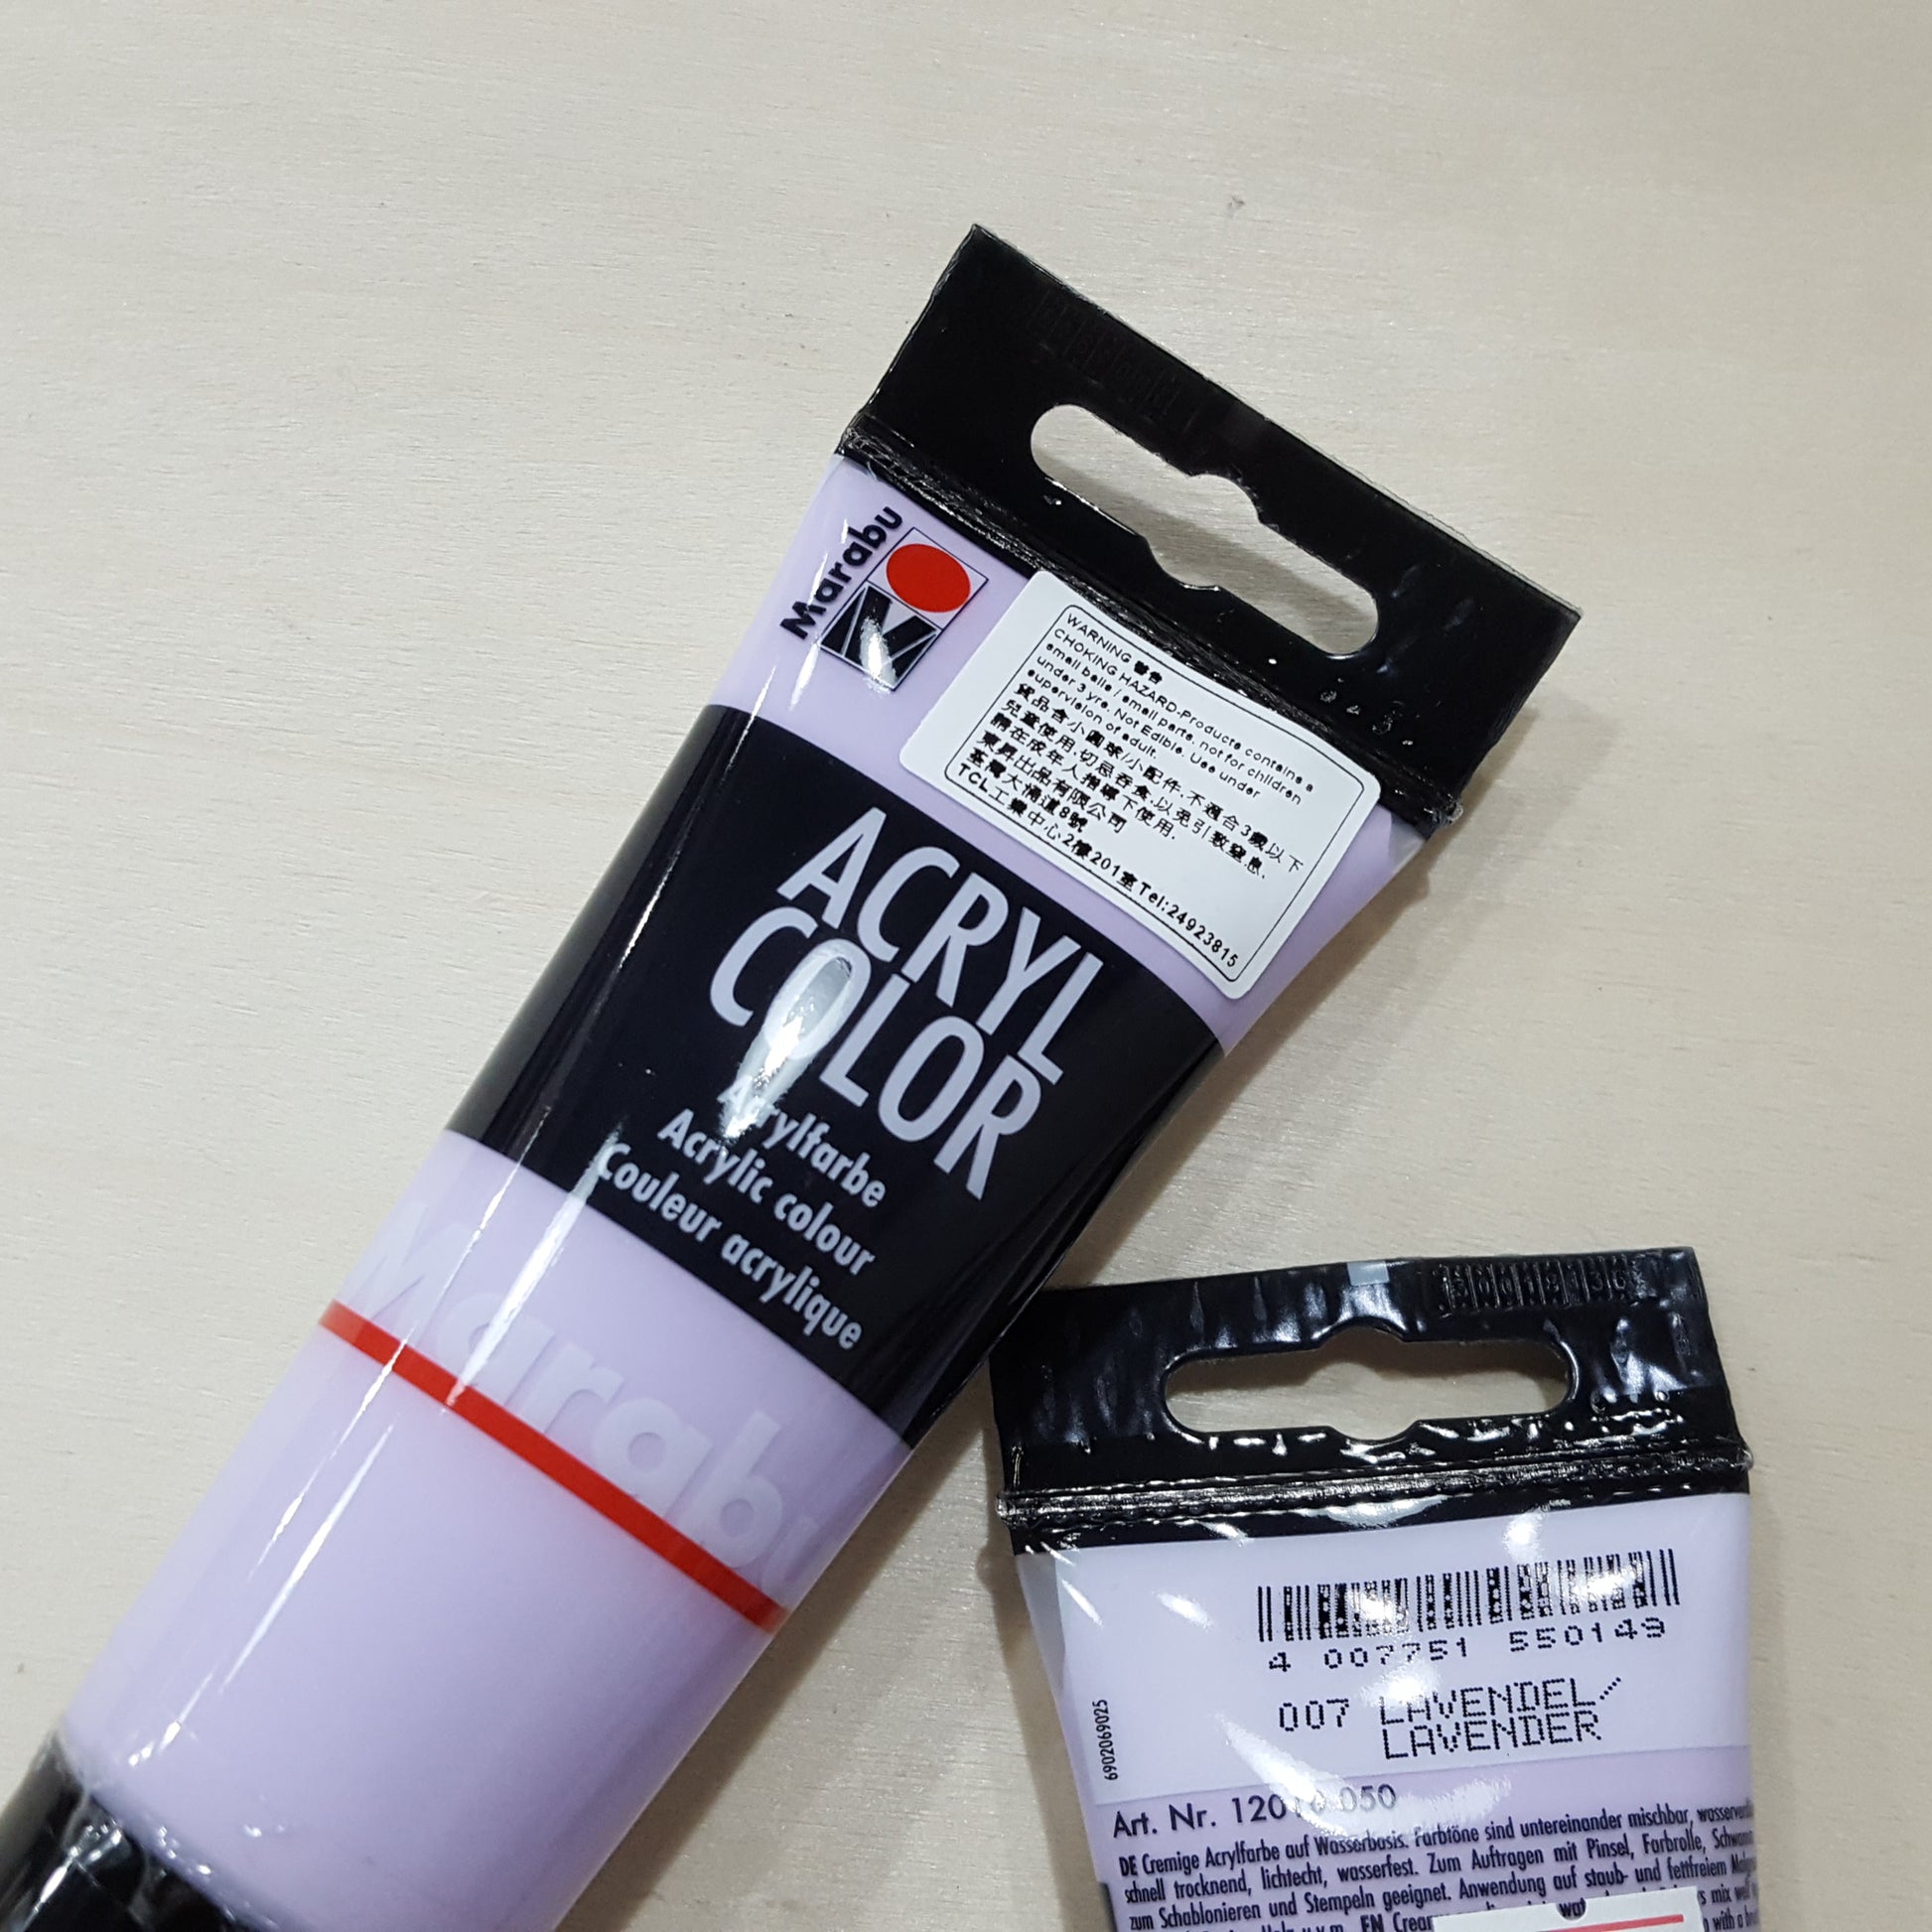 Marabu
WARNING 警告
CHOKING HAZARD-Products contains a
small balls / small parts. not for children
under 3 yrs. Not Edible. Use under
supervision of adult.
貨品含小圓球/小配件.不適合3歲以下
兒童使用.切忌吞食.以免引致窒息.
請在成年人指導下使用.
東昇出品有限公司
荃灣大涌道8號
TCL工業中心2樓201室Tel:24923815
ACRYL
COLOR
Acrylfarbe
Acrylic colour
Couleur acrylique
Marabu
4 007751 550149
007 LAVENDEL/
LAVENDER
6902069025
Art. Nr. 050
DE Cremige Acrylfarbe auf Wasserbasis. Farbtöne sind untereinander mischbar,
schnell trocknend, lichtecht, wasserfest. Zum Auftragen mit Pinsel, Farbrolle,
zum Schablonieren und Stempeln geeignet. Anwendung auf staub- und fettfreiem
EN